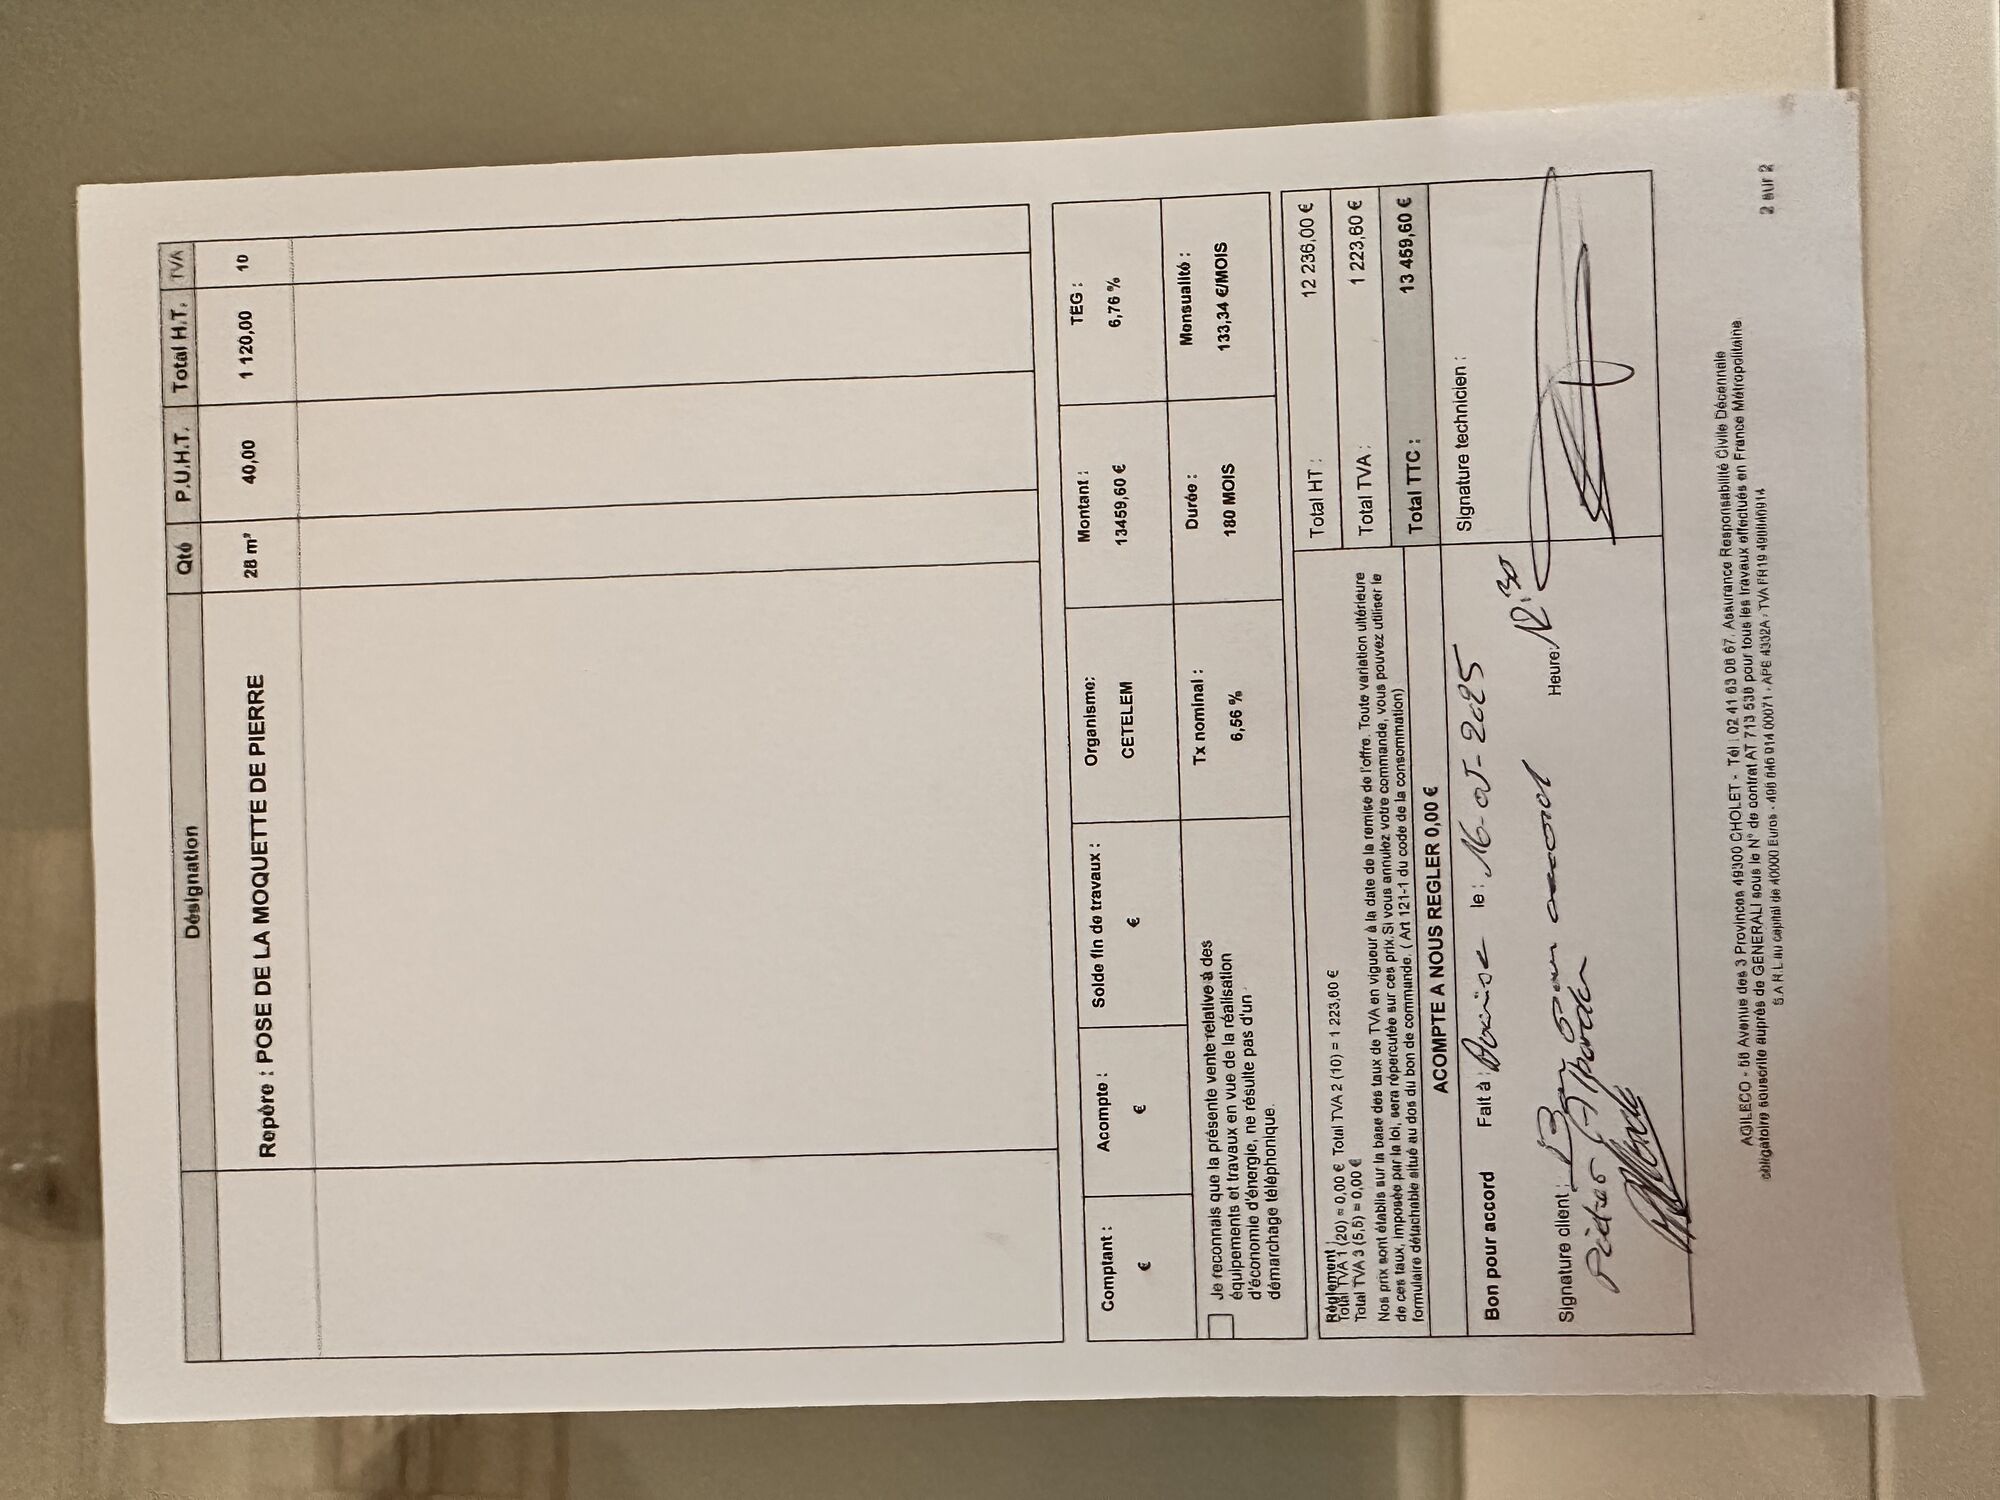 Désignation Qté P.U.H.T. Total H.T. TVA
Repère : POSE DE LA MOQUETTE DE PIERRE 28 m² 40,00 1 120,00 10
Comptant : Acompte : Solde fin de travaux : Organisme: Montant : TEG :
€ € € CETELEM 13459,60 € 6,76 %
Je reconnais que la présente vente relative à des
équipements et travaux en vue de la réalisation
d'économie d'énergie, ne résulte pas d'un
démarchage téléphonique.
Tx nominal : Durée : Mensualité :
6,56 % 180 MOIS 133,34 €/MOIS
Règlement :
Total TVA 1 (20) = 0,00 € Total TVA 2 (10) = 1 223,60 €
Total TVA 3 (5,5) = 0,00 €
Nos prix sont établis sur la base des taux de TVA en vigueur à la date de la remise de l'offre. Toute variation ultérieure
de ces taux, imposée par la loi, sera répercutée sur ces prix.Si vous annulez votre commande, vous pouvez utiliser le
formulaire détachable situé au dos du bon de commande. ( Art 121-1 du code de la consommation)
Total HT : 12 236,00 €
Total TVA : 1 223,60 €
Total TTC : 13 459,60 €
ACOMPTE A NOUS REGLER 0,00 €
Bon pour accord Fait à : le : 16-05-2025
Signature client : Bon pour accord Heure: 12:30
Signature technicien :
AGILECO - 58 Avenue des 3 Provinces 49300 CHOLET - Tél : 02 41 63 08 67, Assurance Responsabilité Civile Décennale
obligatoire souscrite auprès de GENERALI sous le N° de contrat AT 713 538 pour tous les travaux effectués en France Métropolitaine
S.A.R.L au capital de 40000 Euros - APE 4332A
2 sur 2